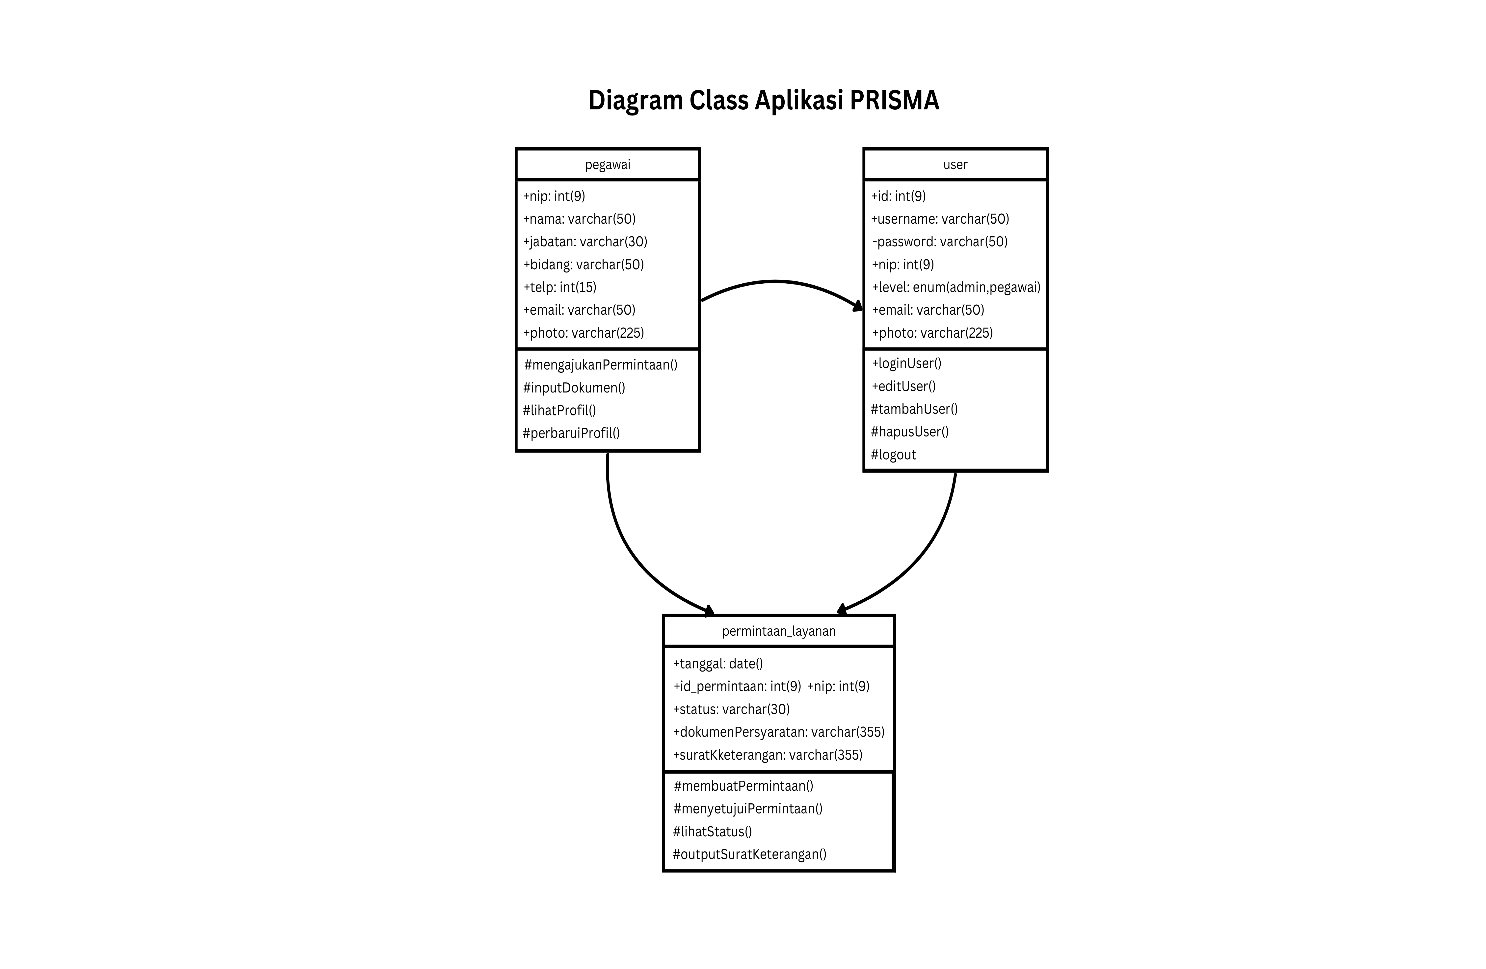 Diagram Class Aplikasi PRISMA
pegawai
+nip: int(9)
+nama: varchar(50)
+jabatan: varchar(30)
+bidang: varchar(50)
+telp: int(15)
+email: varchar(50)
+photo: varchar(225)
#mengajukanPermintaan()
#inputDokumen()
#lihatProfil()
#perbaruiProfil()
user
+id: int(9)
+username: varchar(50)
-password: varchar(50)
+nip: int(9)
+level: enum(admin,pegawai)
+email: varchar(50)
+photo: varchar(225)
+loginUser()
+editUser()
#tambahUser()
#hapusUser()
#logout
permintaan_layanan
+tanggal: date()
+id_permintaan: int(9) +nip: int(9)
+status: varchar(30)
+dokumenPersyaratan: varchar(355)
+suratKketerangan: varchar(355)
#membuatPermintaan()
#menyetujuiPermintaan()
#lihatStatus()
#outputSuratKeterangan()